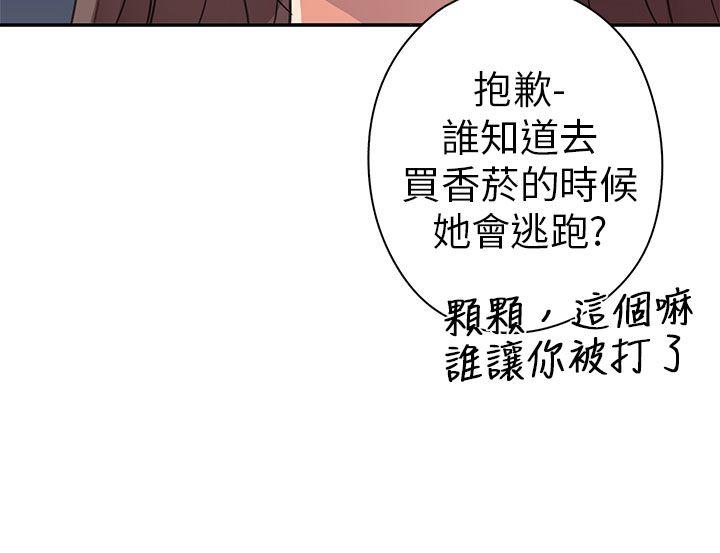 抱歉-
誰知道去
買香菸的時候
她會逃跑?
顆顆，這個嘛
誰讓你被打了